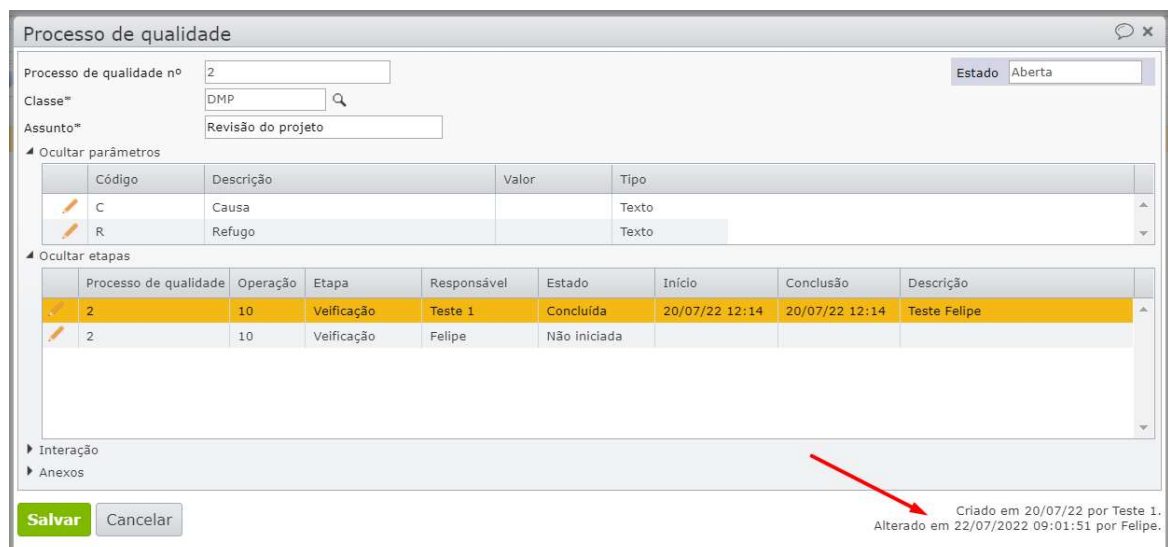 Processo de qualidade
Processo de qualidade nº 2 Estado Aberta
Classe* DMP
Assunto* Revisão do projeto
Ocultar parâmetros
Código Descrição Valor Tipo
C Causa Texto
R Refugo Texto
Ocultar etapas
Processo de qualidade Operação Etapa Responsável Estado Início Conclusão Descrição
2 10 Veificação Teste 1 Concluída 20/07/22 12:14 20/07/22 12:14 Teste Felipe
2 10 Veificação Felipe Não iniciada
Interação
Anexos
Salvar Cancelar
Criado em 20/07/22 por Teste 1.
Alterado em 22/07/2022 09:01:51 por Felipe.